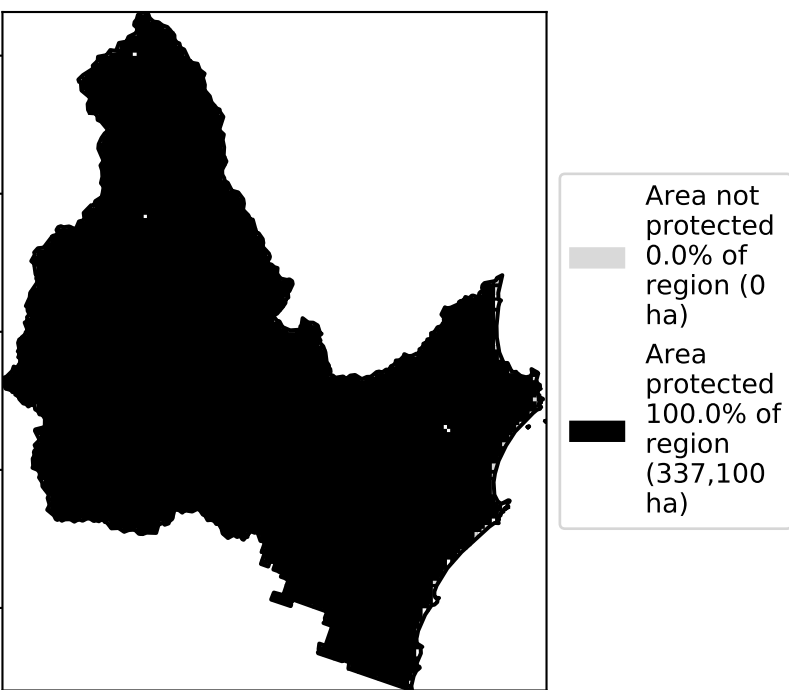 Area not
protected
0.0% of
region (0
ha)
Area
protected
100.0% of
region
(337,100
ha)